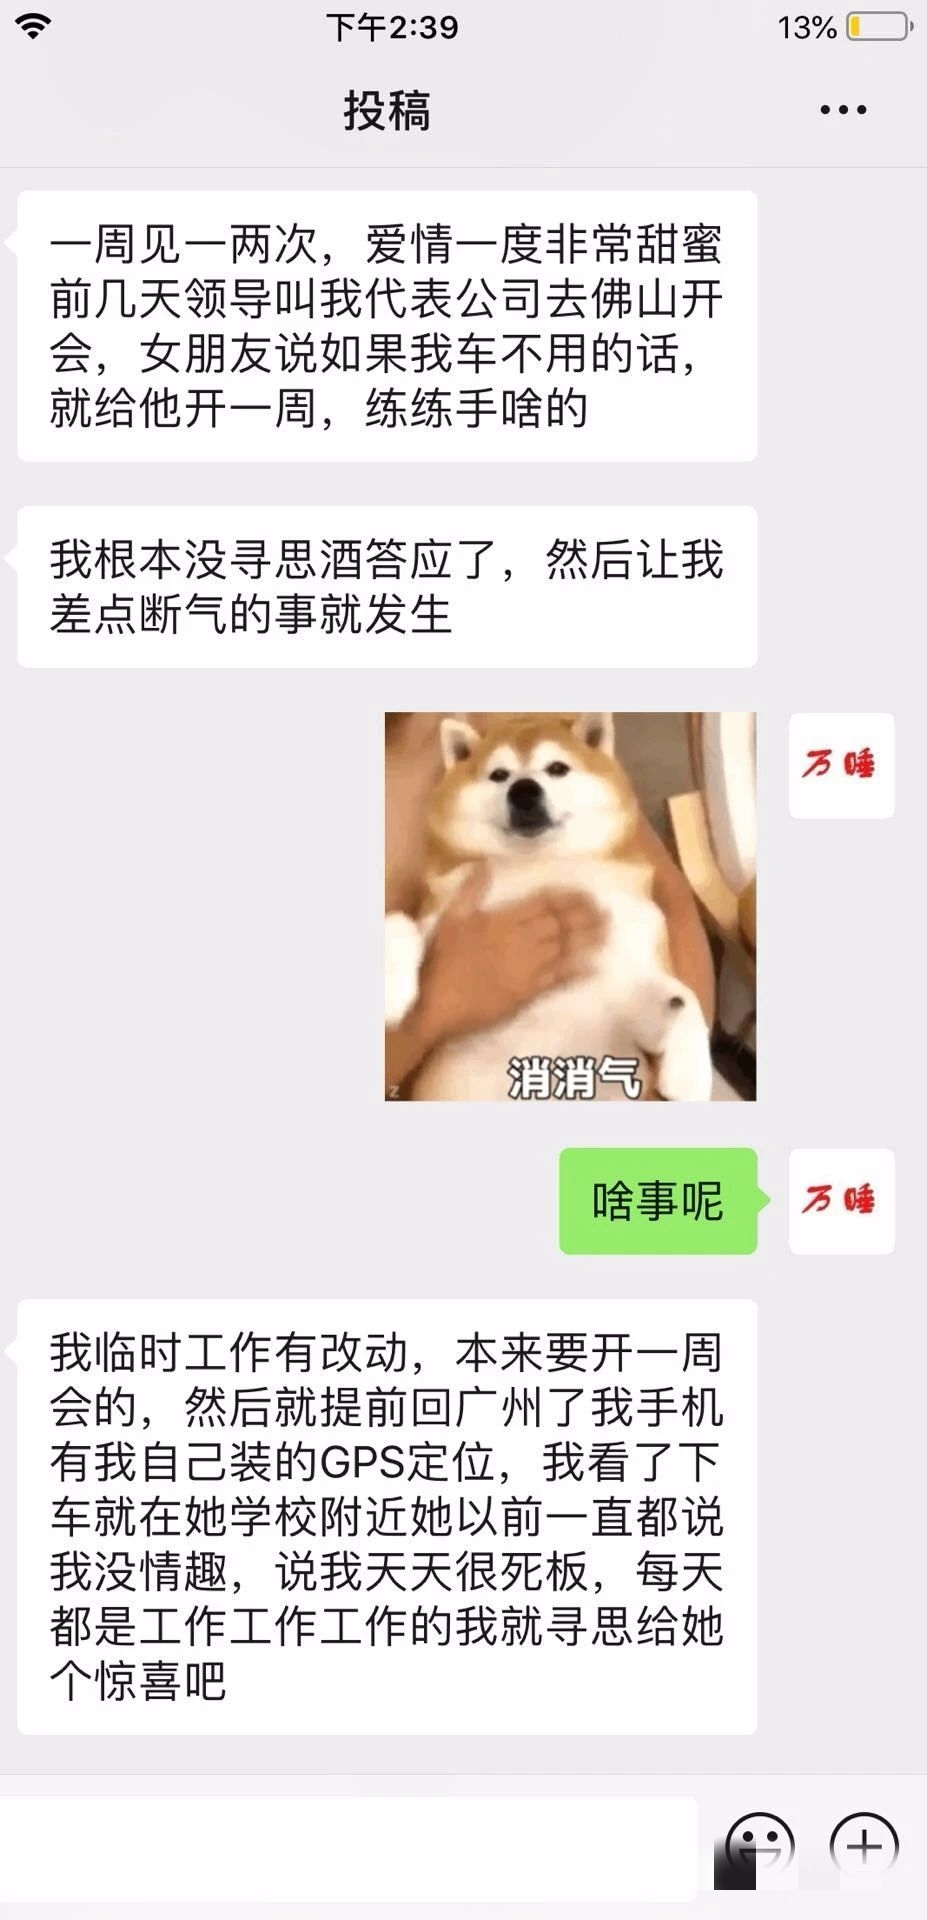 下午2:39
13%
投稿
一周见一两次，爱情一度非常甜蜜
前几天领导叫我代表公司去佛山开
会，女朋友说如果我车不用的话，
就给他开一周，练练手啥的
我根本没寻思酒答应了，然后让我
差点断气的事就发生
万睡
消消气
z
啥事呢
万睡
我临时工作有改动，本来要开一周
会的，然后就提前回广州了我手机
有我自己装的GPS定位，我看了下
车就在她学校附近她以前一直都说
我没情趣，说我天天很死板，每天
都是工作工作工作的我就寻思给她
个惊喜吧